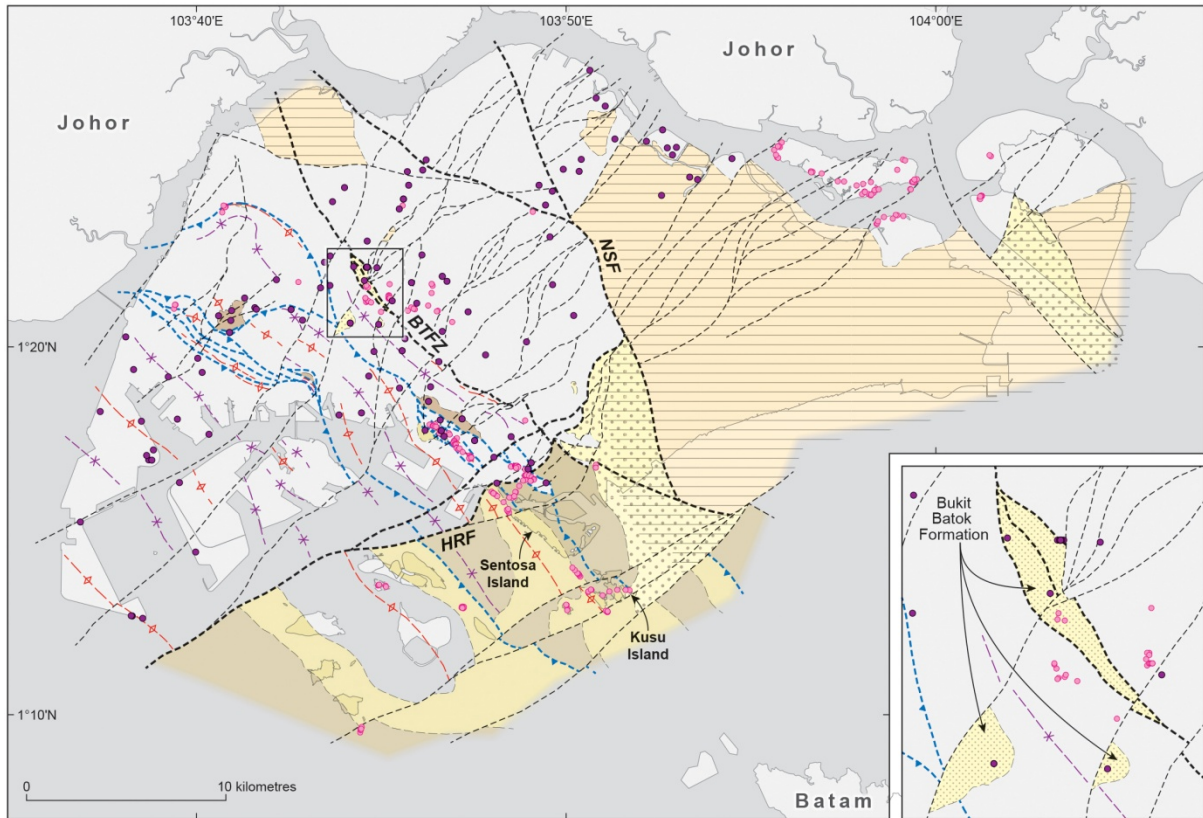 103°40'E
103°50'E
104°00'E
Johor
Johor
NSF
BTFZ
1°20'N
HRF
Sentosa
Island
Kusu
Island
1°10'N
0
10 kilometres
Batam
Bukit
Batok
Formation